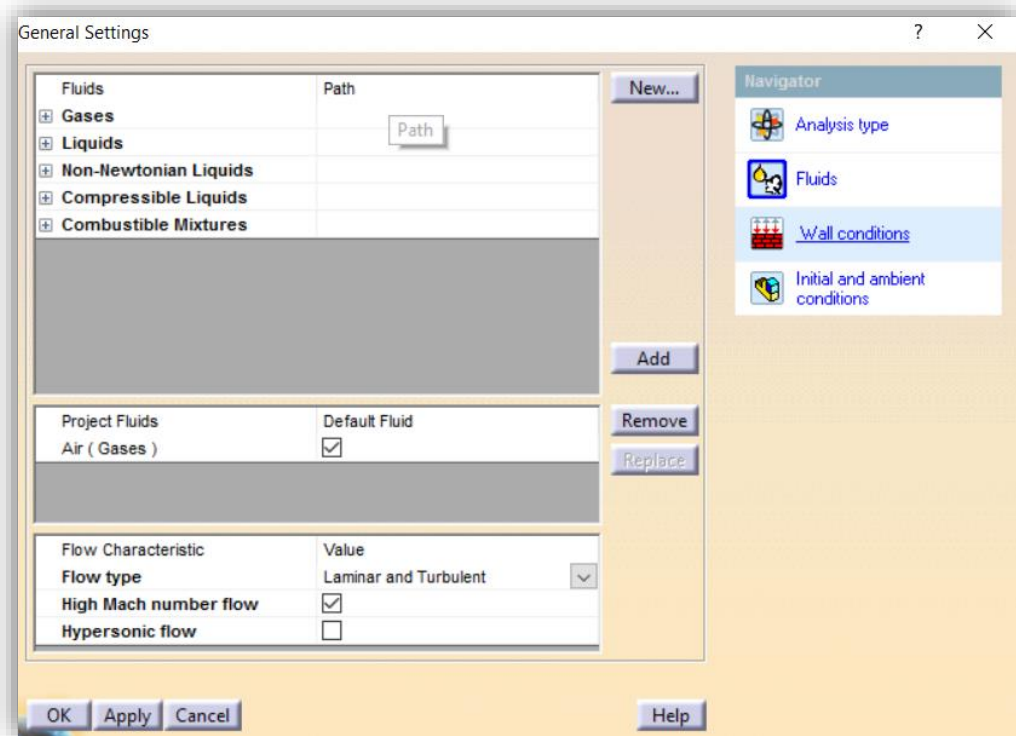 General Settings ? ×
Fluids Path
Gases
Path
Liquids
Non-Newtonian Liquids
Compressible Liquids
Combustible Mixtures
New...
Add
Project Fluids Default Fluid
Air ( Gases )
Remove
Replace
Flow Characteristic Value
Flow type Laminar and Turbulent
High Mach number flow
Hypersonic flow
Navigator
Analysis type
Fluids
Wall conditions
Initial and ambient
conditions
OK Apply Cancel Help